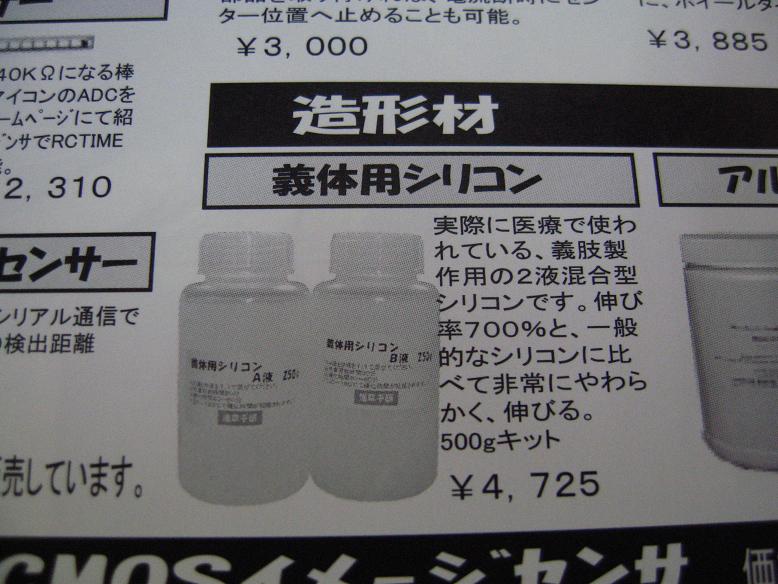 サー
ター位置へ止めることも可能。
￥3, 000
￥3, 885
40KΩになる棒
マイコンのADCを
ームページにて紹
ンサでRCTIME
2, 310
センサー
シリアル通信で
の検出距離
売しています。
造形材
義体用シリコン
実際に医療で使わ
れている、義肢製
作用の２液混合型
シリコンです。伸び
率７００％と、一般
的なシリコンに比
べて非常にやわら
かく、伸びる。
500gキット
￥4, 725
義体用シリコン
A液 250g
義体用シリコン
B液 250g
アル
CMOSイメージセンサ 価